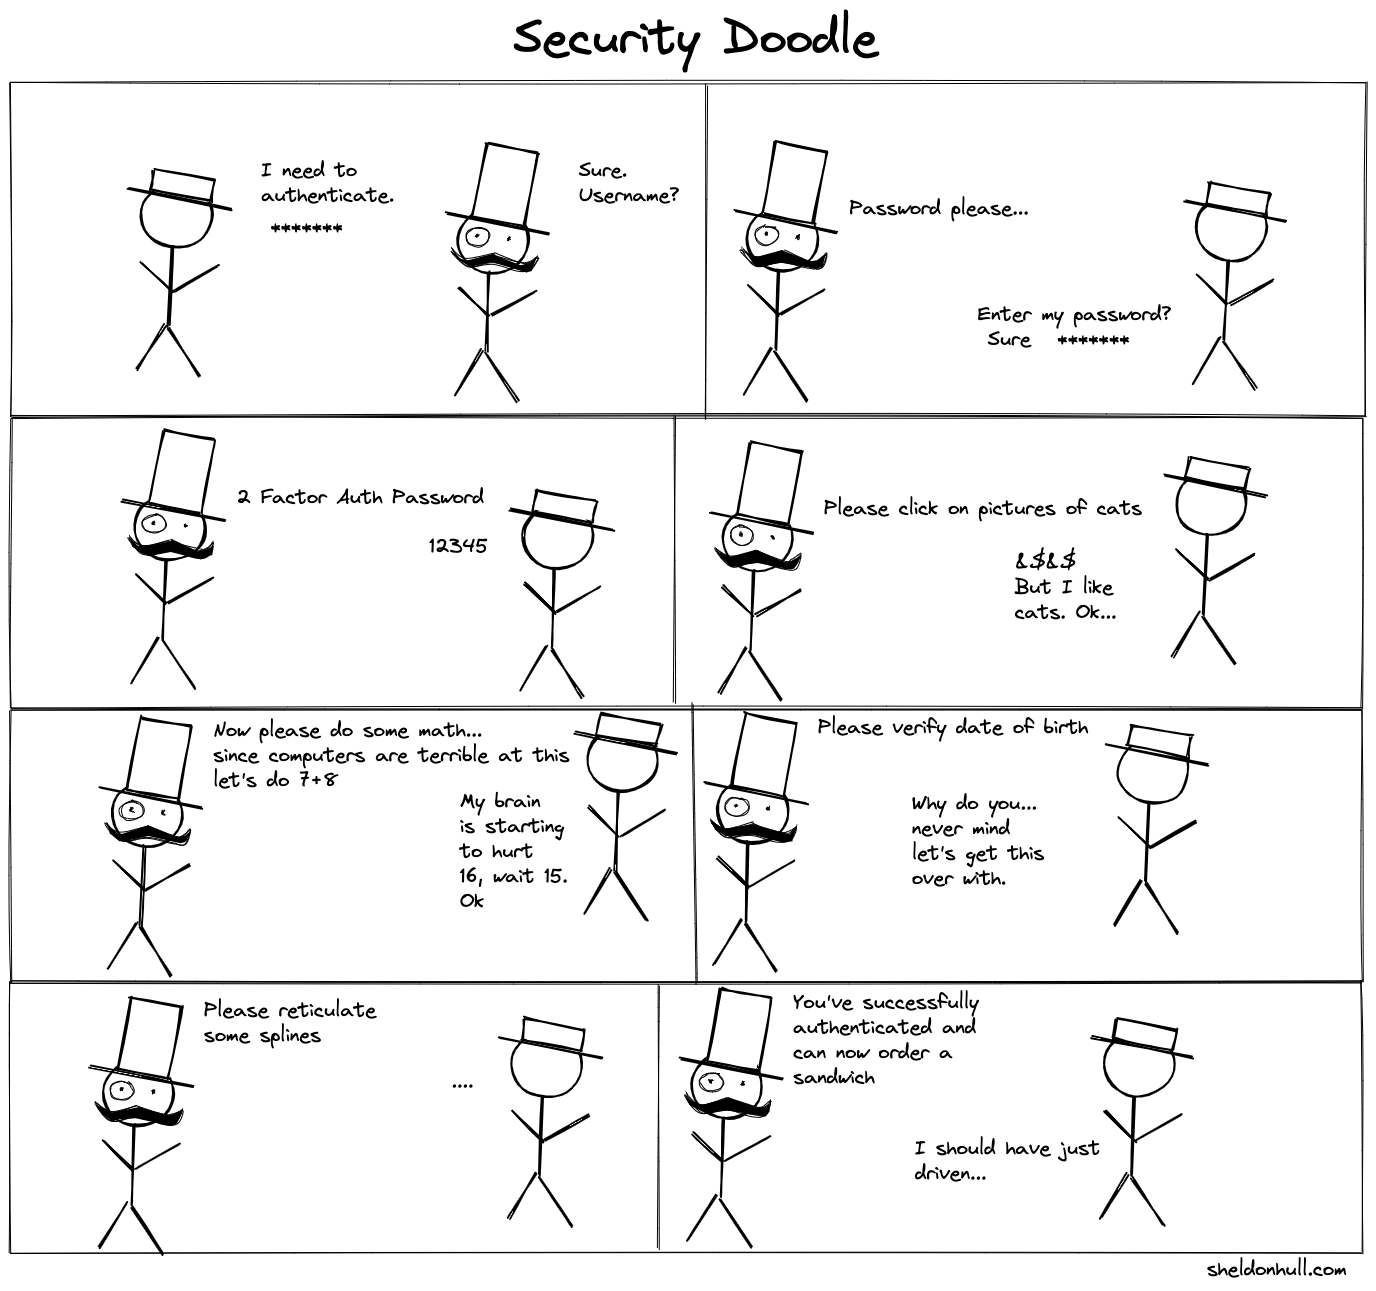 Security Doodle
I need to
authenticate.
*******
Sure.
Username?
Password please...
Enter my password?
Sure *******
2 Factor Auth Password
12345
Please click on pictures of cats
&$&$
But I like
cats. Ok...
Now please do some math...
since computers are terrible at this
let's do 7+8
My brain
is starting
to hurt
16, wait 15.
Ok
Please verify date of birth
Why do you...
never mind
let's get this
over with.
Please reticulate
some splines
....
You've successfully
authenticated and
can now order a
sandwich
I should have just
driven...
sheldonhull.com